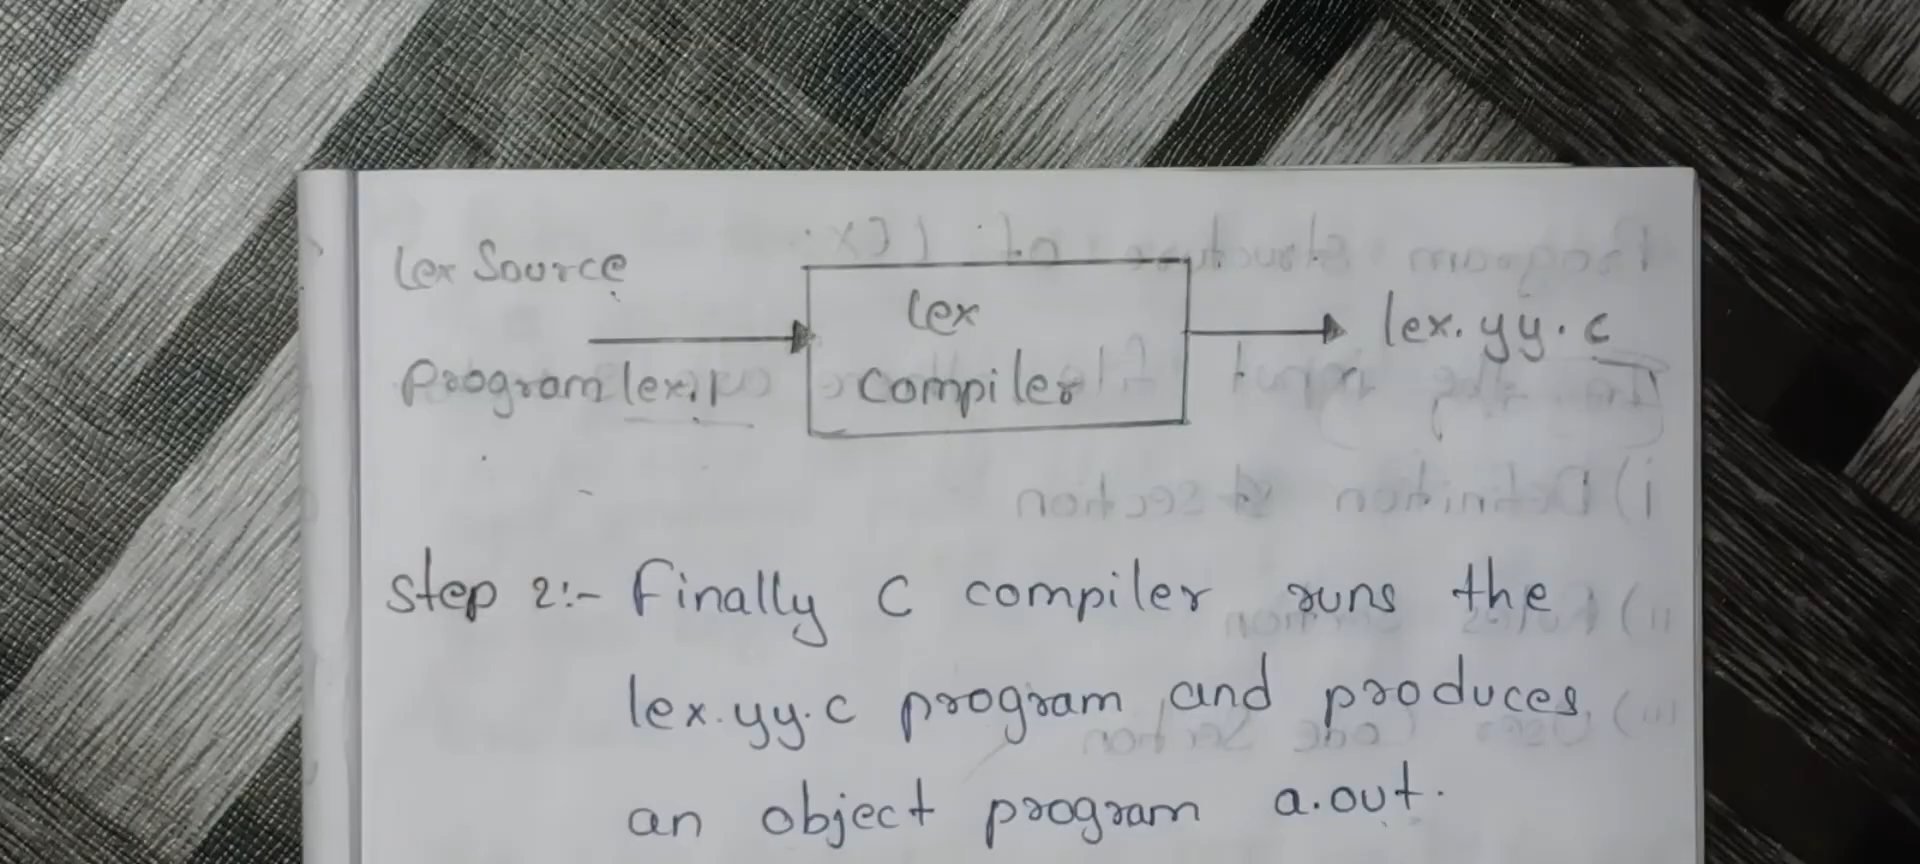 lex Source
program lex.l
lex
compiler
lex.yy.c
step 2:- Finally C compiler runs the
lex.yy.c program and produces
an object program a.out.